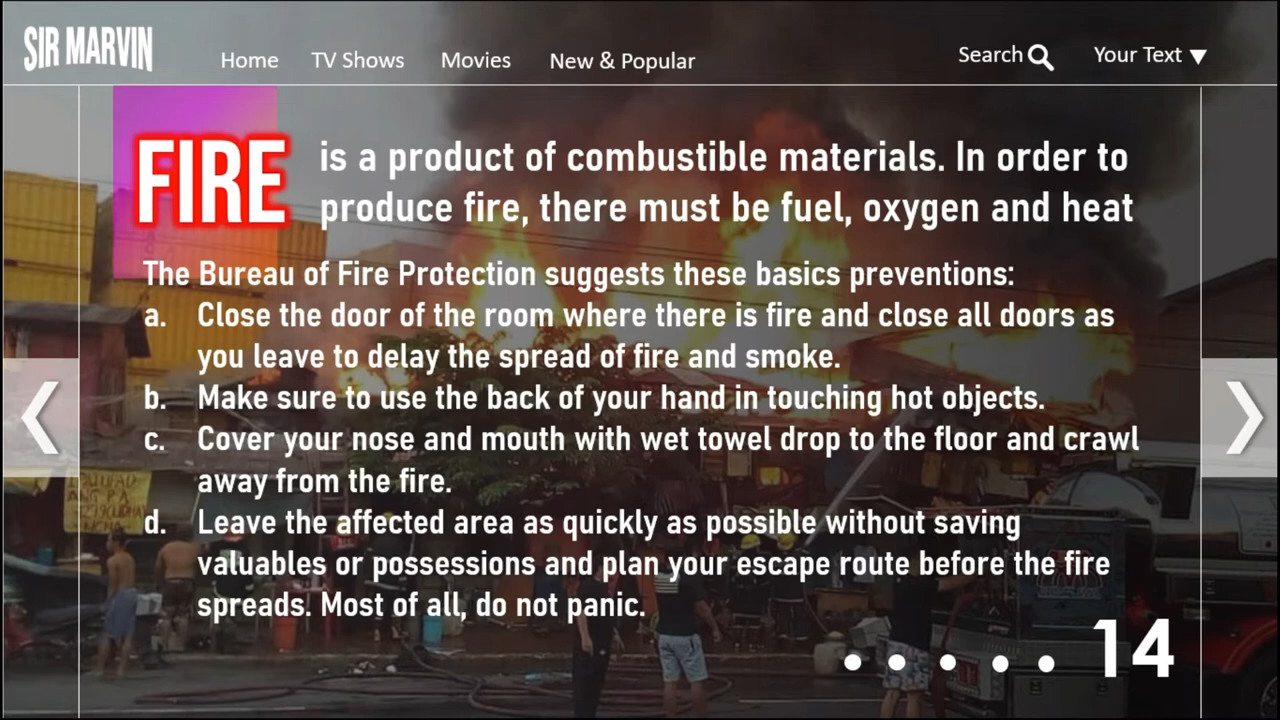 SIR MARVIN
Home TV Shows Movies New & Popular Search Your Text
FIRE is a product of combustible materials. In order to
produce fire, there must be fuel, oxygen and heat
The Bureau of Fire Protection suggests these basics preventions:
a. Close the door of the room where there is fire and close all doors as
you leave to delay the spread of fire and smoke.
b. Make sure to use the back of your hand in touching hot objects.
c. Cover your nose and mouth with wet towel drop to the floor and crawl
away from the fire.
d. Leave the affected area as quickly as possible without saving
valuables or possessions and plan your escape route before the fire
spreads. Most of all, do not panic.
14